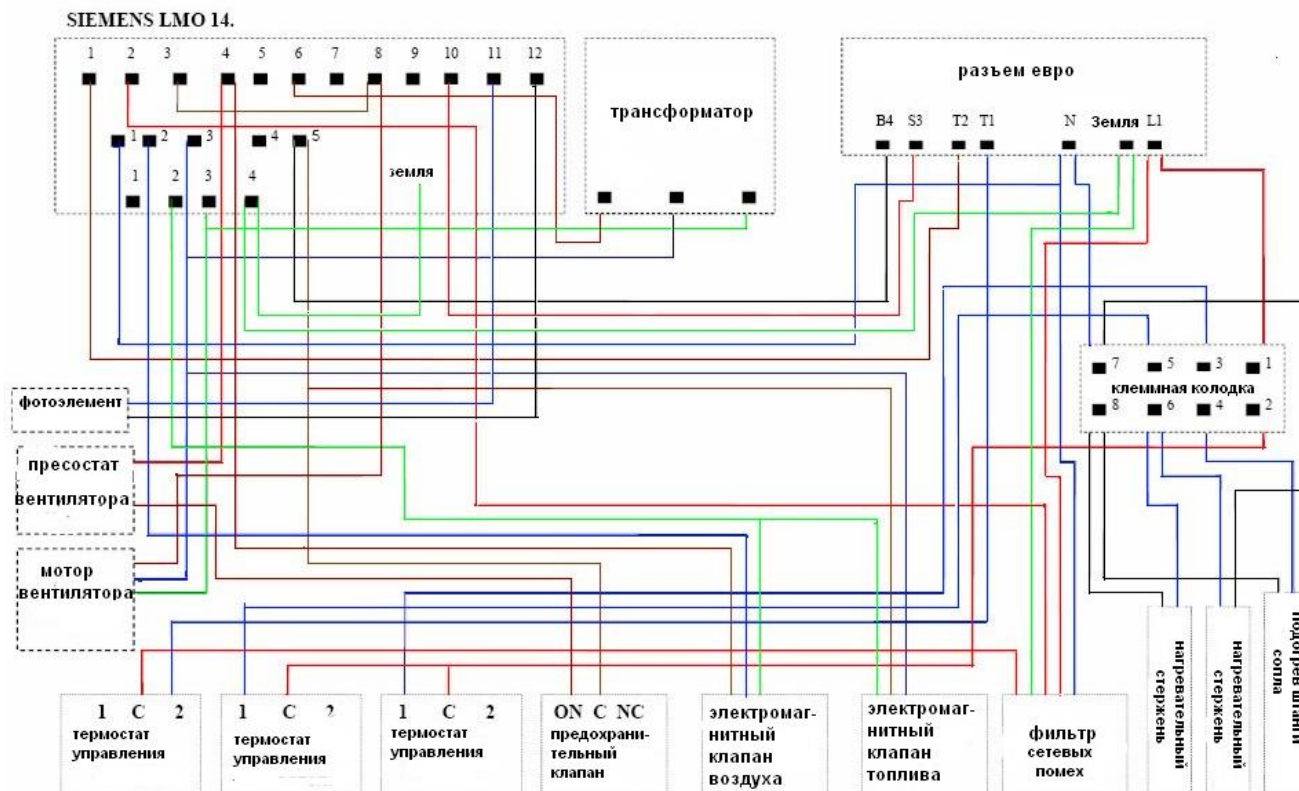 SIEMENS LMO 14.
1 2 3 4 5 6 7 8 9 10 11 12
1 2 3 4 5
земля
1 2 3 4
трансформатор
разъем евро
B4 S3 T2 T1 N Земля L1
7 5 3 1
клеммная колодка
8 6 4 2
фотоэлемент
пресостат
вентилятора
мотор
вентилятора
1 C 2
термостат
управления
1 C 2
термостат
управления
1 C 2
термостат
управления
ON C NC
предохрани-
тельный
клапан
электромаг-
нитный
клапан
воздуха
электромаг-
нитный
клапан
топлива
фильтр
сетевых
помех
нагревательный
стержень
нагревательный
стержень
подогрев штанги
сопла